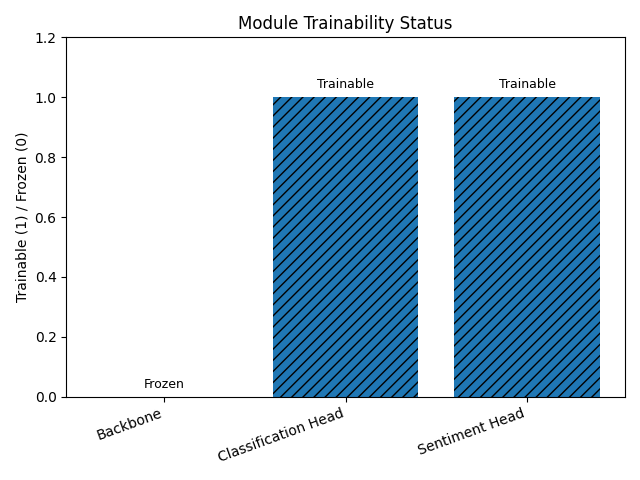 Module Trainability Status
Trainable (1) / Frozen (0)
1.2
1.0
0.8
0.6
0.4
0.2
0.0
Frozen
Trainable
Trainable
Backbone
Classification Head
Sentiment Head